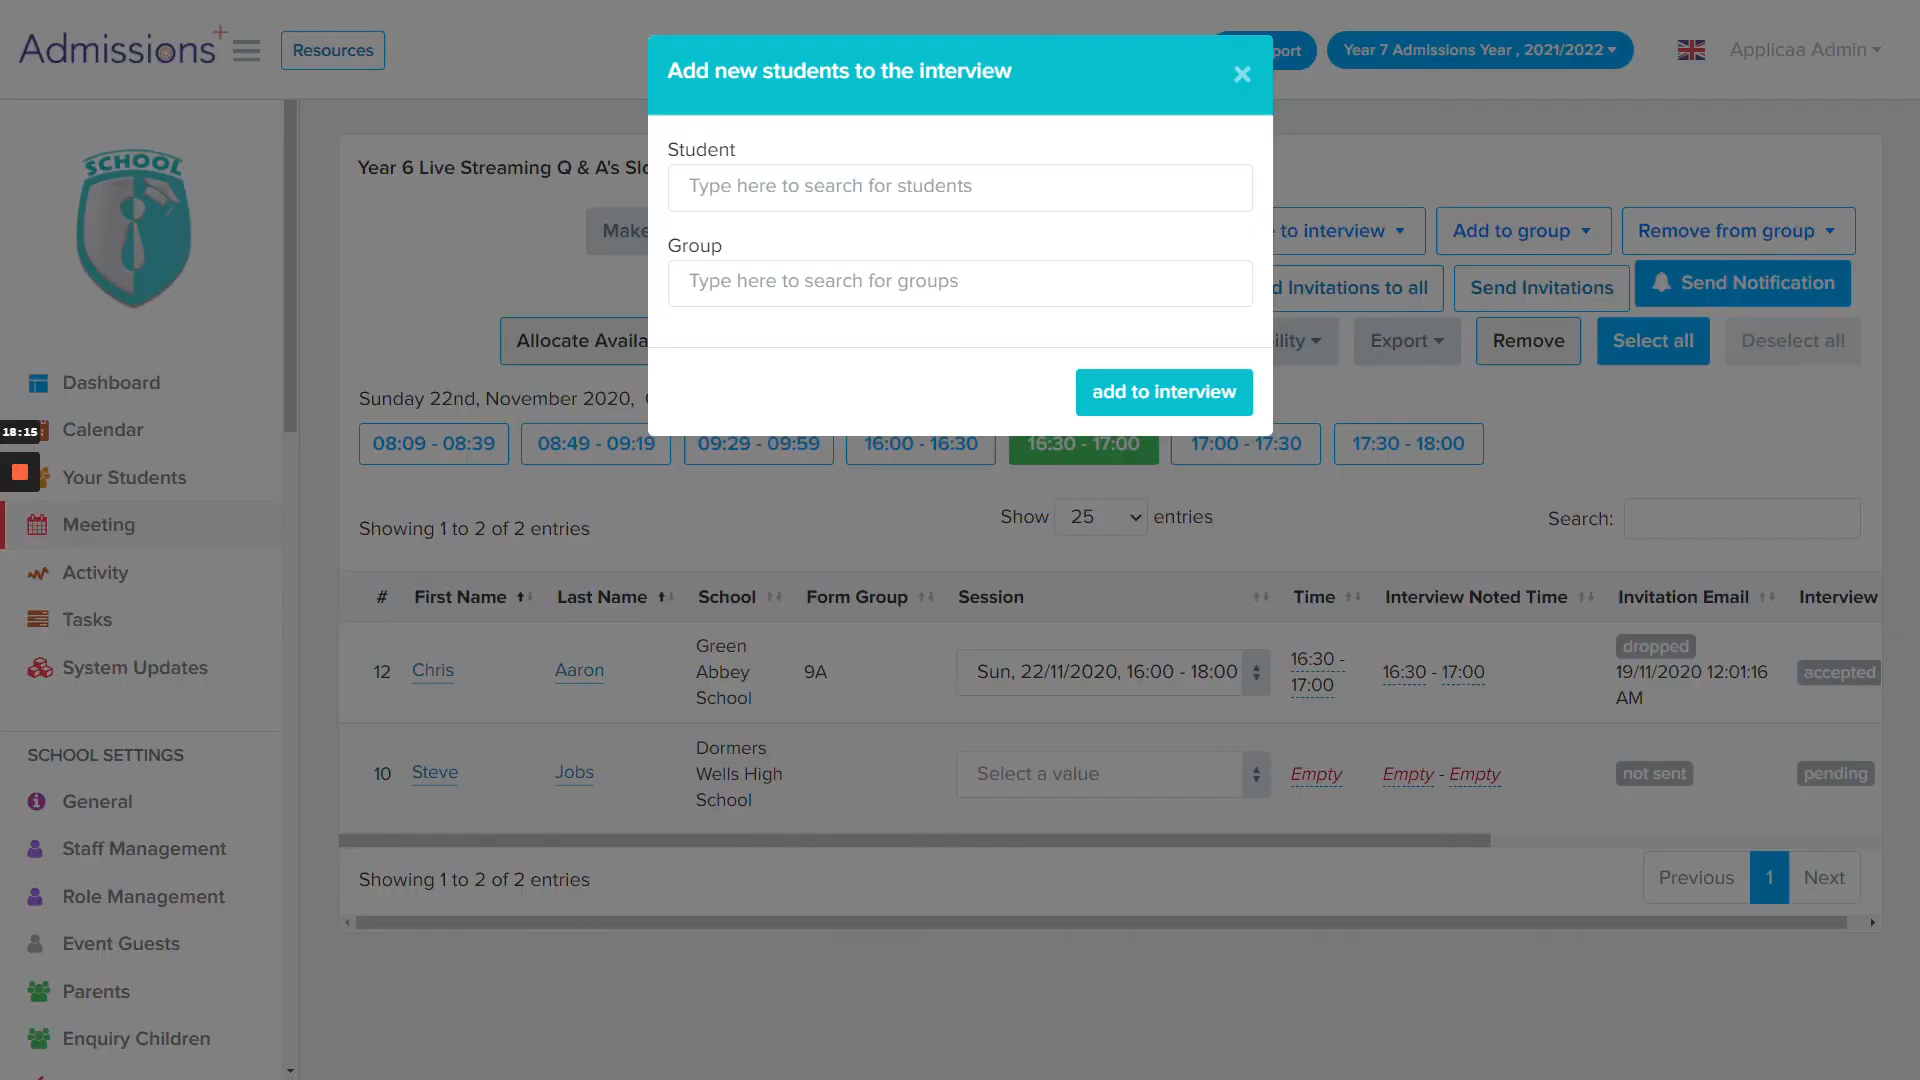 Admissions+
Resources
port
Year 7 Admissions Year , 2021/2022
Applicaa Admin
Add new students to the interview
×
Student
Type here to search for students
Group
Type here to search for groups
add to interview
SCHOOL
Year 6 Live Streaming Q & A's Slo
Make
to interview
Add to group
Remove from group
d Invitations to all
Send Invitations
Send Notification
Allocate Availa
ility
Export
Remove
Select all
Deselect all
Sunday 22nd, November 2020,
08:09 - 08:39
08:49 - 09:19
09:29 - 09:59
16:00 - 16:30
16:30 - 17:00
17:00 - 17:30
17:30 - 18:00
Showing 1 to 2 of 2 entries
Show 25 entries
Search:
# First Name Last Name School Form Group Session Time Interview Noted Time Invitation Email Interview
12 Chris Aaron Green Abbey School 9A Sun, 22/11/2020, 16:00 - 18:00 16:30 - 17:00 16:30 - 17:00 dropped 19/11/2020 12:01:16 AM accepted
10 Steve Jobs Dormers Wells High School Select a value Empty Empty - Empty not sent pending
Showing 1 to 2 of 2 entries
Previous 1 Next
Dashboard
18:15
Calendar
Your Students
Meeting
Activity
Tasks
System Updates
SCHOOL SETTINGS
General
Staff Management
Role Management
Event Guests
Parents
Enquiry Children